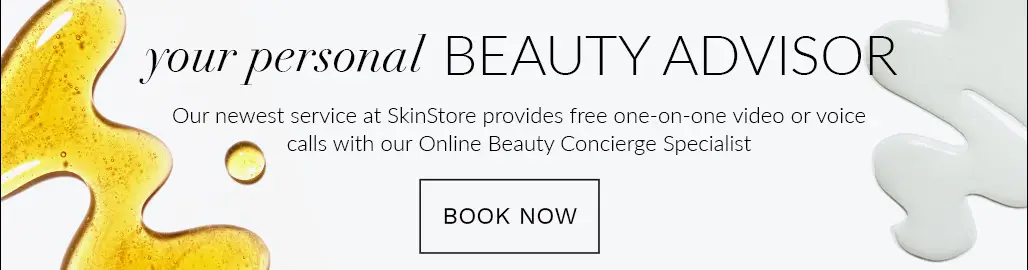 your personal BEAUTY ADVISOR
Our newest service at SkinStore provides free one-on-one video or voice
calls with our Online Beauty Concierge Specialist
BOOK NOW